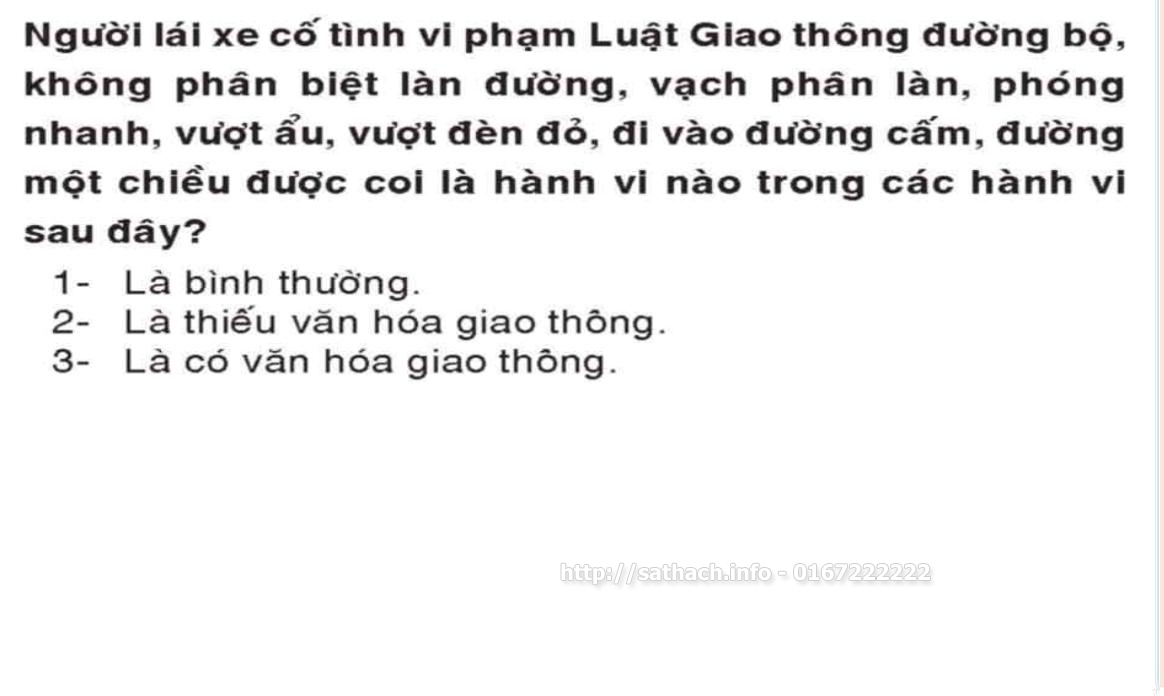 Người lái xe cố tình vi phạm Luật Giao thông đường bộ,
không phân biệt làn đường, vạch phân làn, phóng
nhanh, vượt ẩu, vượt đèn đỏ, đi vào đường cấm, đường
một chiều được coi là hành vi nào trong các hành vi
sau đây?
1- Là bình thường.
2- Là thiếu văn hóa giao thông.
3- Là có văn hóa giao thông.
http://sathach.info - 0167222222